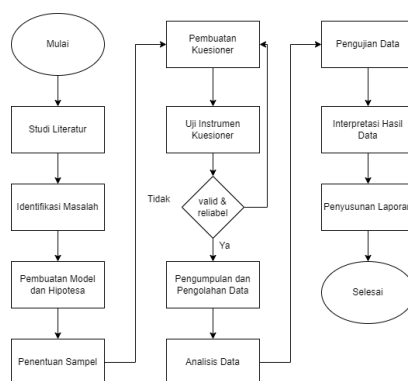 Mulai
Studi Literatur
Identifikasi Masalah
Pembuatan Model
dan Hipotesa
Penentuan Sampel
Pembuatan
Kuesioner
Uji Instrumen
Kuesioner
Tidak
valid &
reliabel
Ya
Pengumpulan dan
Pengolahan Data
Analisis Data
Pengujian Data
Interpretasi Hasil
Data
Penyusunan Laporan
Selesai